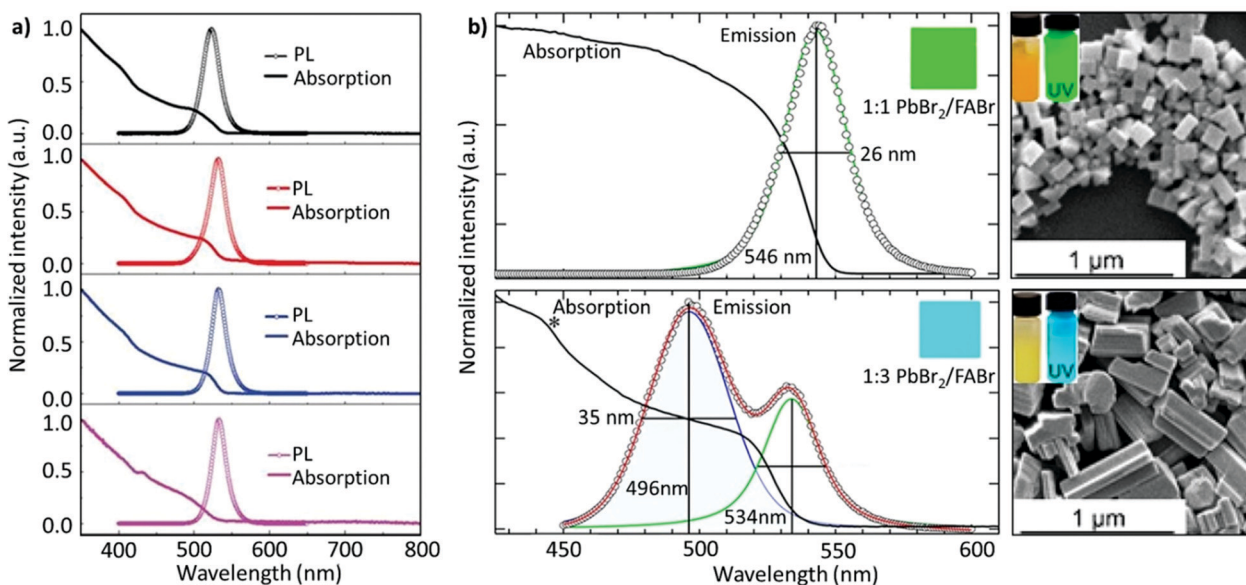 a)
Normalized intensity (a.u.)
1.0
0.5
0.0
PL
Absorption
1.0
0.5
0.0
PL
Absorption
1.0
0.5
0.0
PL
Absorption
1.0
0.5
0.0
PL
Absorption
400 500 600 700 800
Wavelength (nm)
b)
Normalized intensity (a.u.)
Absorption
Emission
1:1 PbBr₂/FABr
26 nm
546 nm
Absorption
Emission
*
1:3 PbBr₂/FABr
35 nm
496nm
534nm
450 500 550 600
Wavelength (nm)
UV
1 μm
UV
1 μm